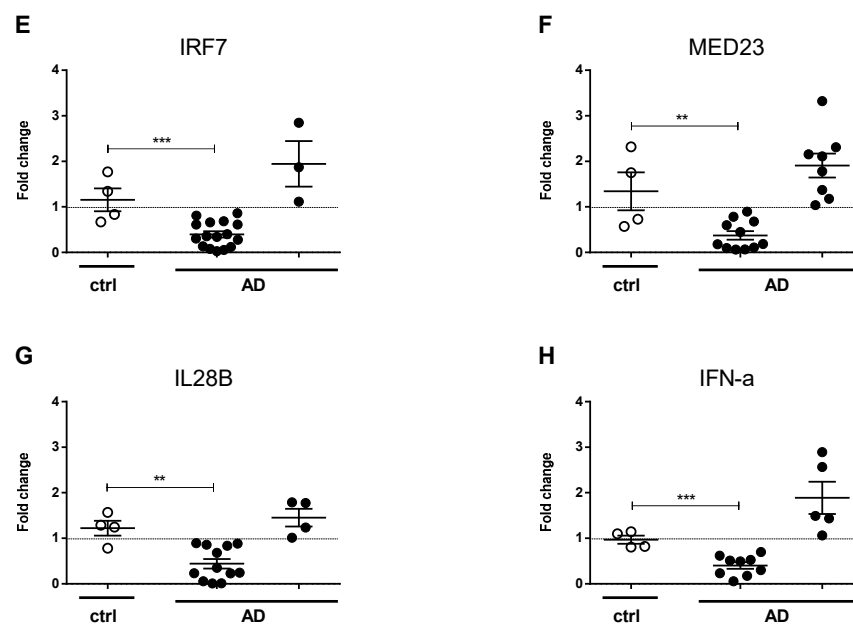 E
IRF7
4
3
2
1
0
Fold change
***
ctrl
AD
F
MED23
4
3
2
1
0
Fold change
**
ctrl
AD
G
IL28B
4
3
2
1
0
Fold change
**
ctrl
AD
H
IFN-a
4
3
2
1
0
Fold change
***
ctrl
AD